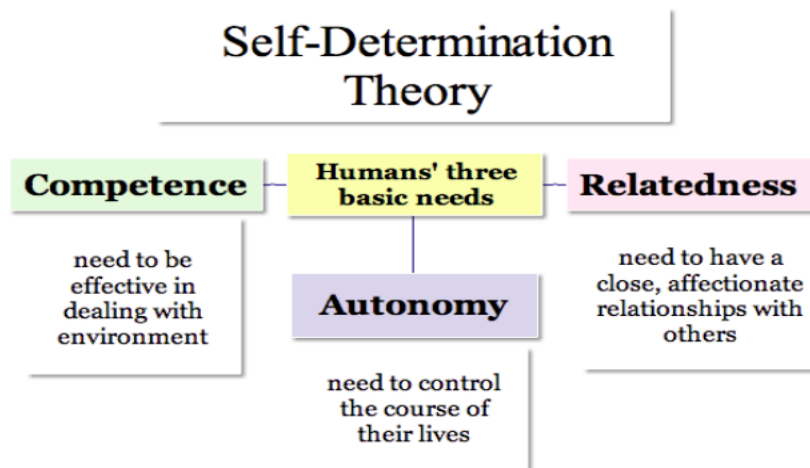 Self-Determination
Theory
Competence
Humans' three
basic needs
Relatedness
need to be
effective in
dealing with
environment
Autonomy
need to have a
close, affectionate
relationships with
others
need to control
the course of
their lives